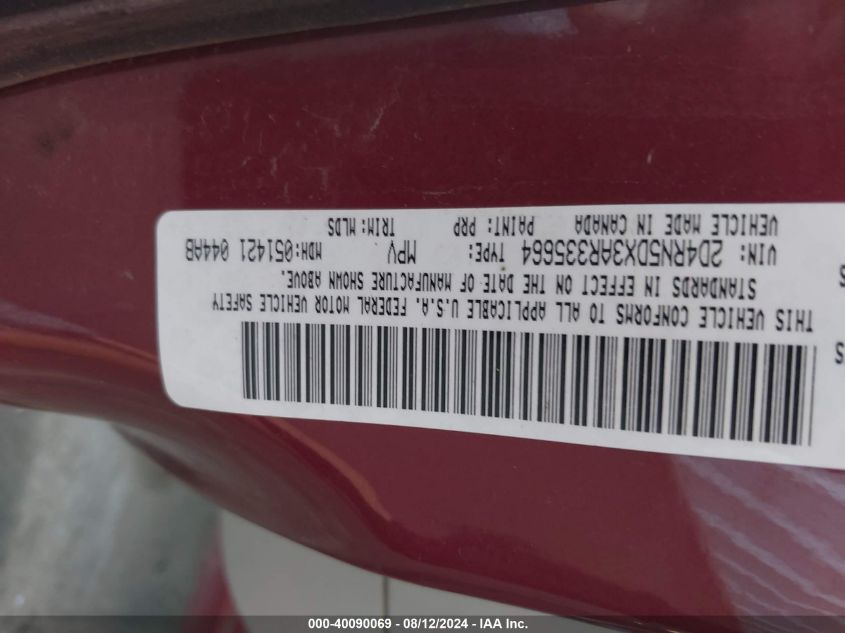 THIS VEHICLE CONFORMS TO ALL APPLICABLE U.S.A. FEDERAL MOTOR VEHICLE SAFETY
STANDARDS IN EFFECT ON THE DATE OF MANUFACTURE SHOWN ABOVE.
VIN: 2D4RN5DX3AR335664 TYPE: MPV MDH:051421 044AB
VEHICLE MADE IN CANADA PAINT: PRP TRIM: MLDS
000-40090069 - 08/12/2024 - IAA Inc.